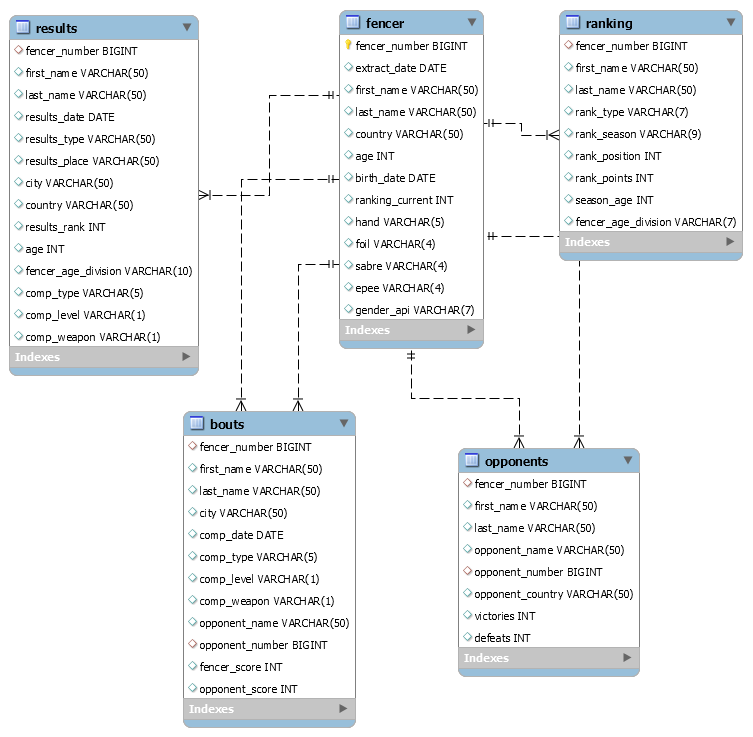 results
fencer_number BIGINT
first_name VARCHAR(50)
last_name VARCHAR(50)
results_date DATE
results_type VARCHAR(50)
results_place VARCHAR(50)
city VARCHAR(50)
country VARCHAR(50)
results_rank INT
age INT
fencer_age_division VARCHAR(10)
comp_type VARCHAR(5)
comp_level VARCHAR(1)
comp_weapon VARCHAR(1)
Indexes
fencer
fencer_number BIGINT
extract_date DATE
first_name VARCHAR(50)
last_name VARCHAR(50)
country VARCHAR(50)
age INT
birth_date DATE
ranking_current INT
hand VARCHAR(5)
foil VARCHAR(4)
sabre VARCHAR(4)
epee VARCHAR(4)
gender_api VARCHAR(7)
Indexes
ranking
fencer_number BIGINT
first_name VARCHAR(50)
last_name VARCHAR(50)
rank_type VARCHAR(7)
rank_season VARCHAR(9)
rank_position INT
rank_points INT
season_age INT
fencer_age_division VARCHAR(7)
Indexes
bouts
fencer_number BIGINT
first_name VARCHAR(50)
last_name VARCHAR(50)
city VARCHAR(50)
comp_date DATE
comp_type VARCHAR(5)
comp_level VARCHAR(1)
comp_weapon VARCHAR(1)
opponent_name VARCHAR(50)
opponent_number BIGINT
fencer_score INT
opponent_score INT
Indexes
opponents
fencer_number BIGINT
first_name VARCHAR(50)
last_name VARCHAR(50)
opponent_name VARCHAR(50)
opponent_number BIGINT
opponent_country VARCHAR(50)
victories INT
defeats INT
Indexes